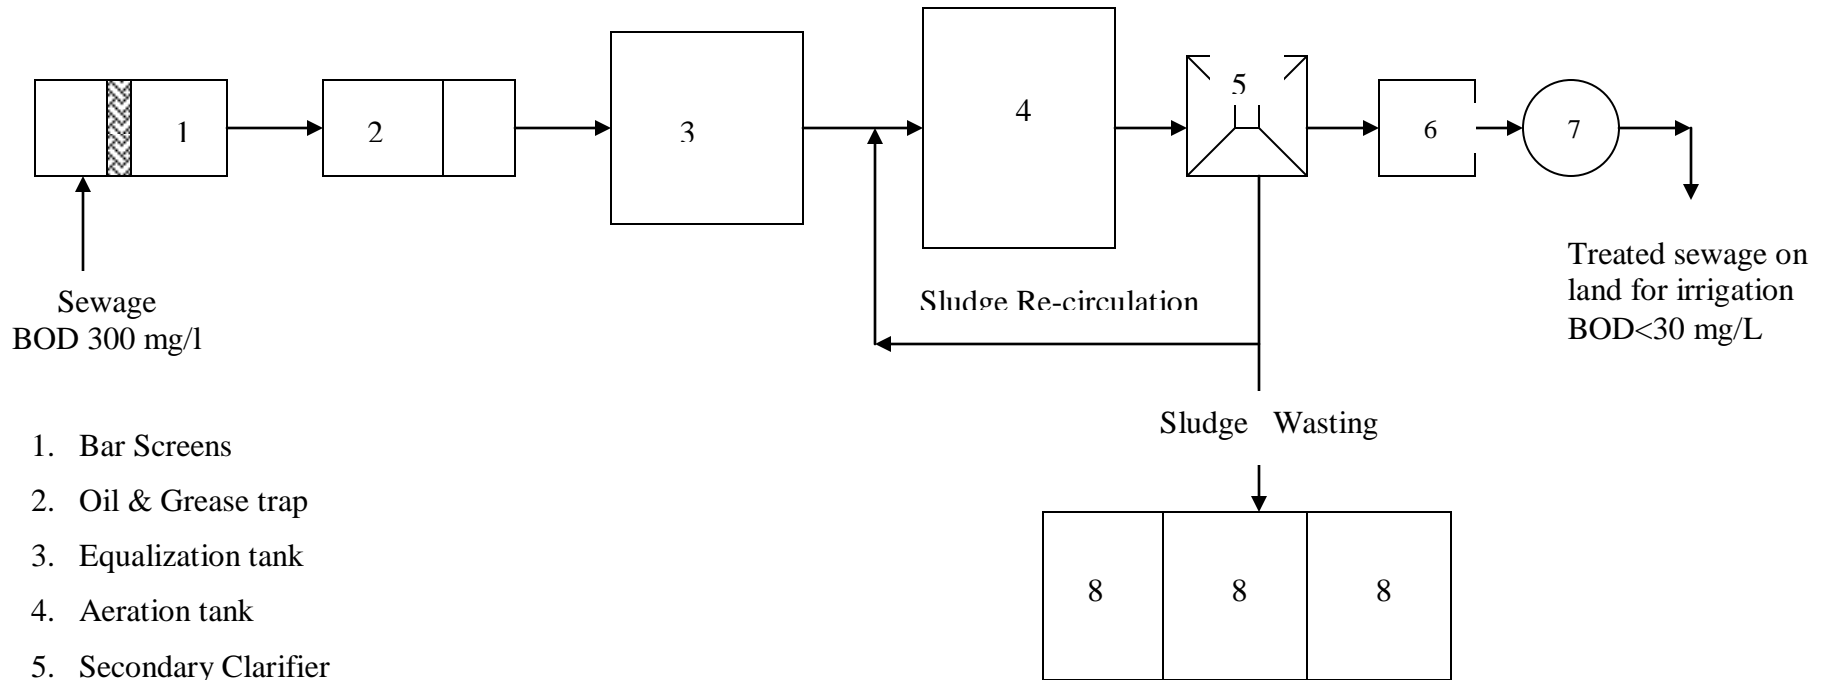 1
2
3
4
5
6
7
Sewage
BOD 300 mg/l
Sludge Re-circulation
Treated sewage on
land for irrigation
BOD<30 mg/L
Sludge Wasting
8
8
8
1. Bar Screens
2. Oil & Grease trap
3. Equalization tank
4. Aeration tank
5. Secondary Clarifier